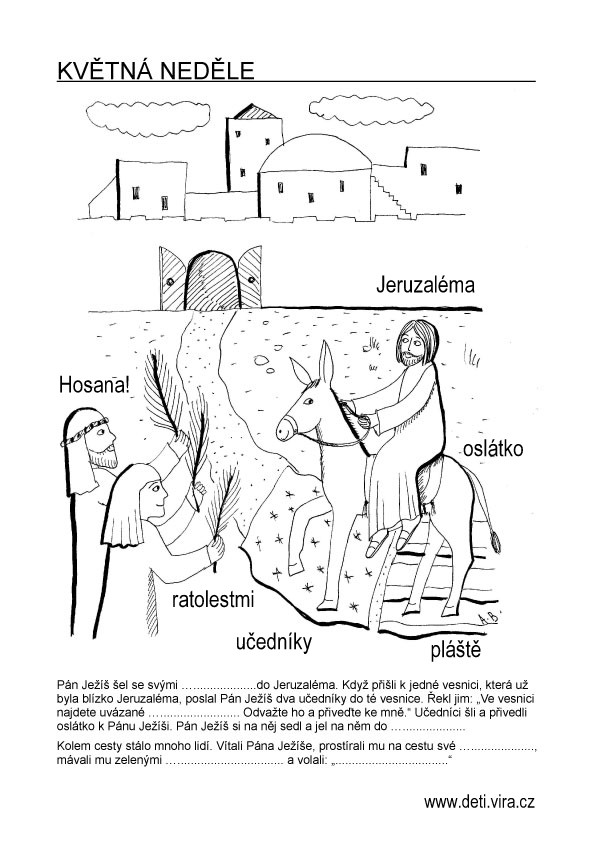 KVĚTNÁ NEDĚLE
Jeruzaléma
Hosana!
oslátko
ratolestmi
učedníky
pláště
A.B.
Pán Ježíš šel se svými …...................do Jeruzaléma. Když přišli k jedné vesnici, která už
byla blízko Jeruzaléma, poslal Pán Ježíš dva učedníky do té vesnice. Řekl jim: „Ve vesnici
najdete uvázané …........................ Odvažte ho a přiveďte ke mně.“ Učedníci šli a přivedli
oslátko k Pánu Ježíši. Pán Ježíš si na něj sedl a jel na něm do …...................
Kolem cesty stálo mnoho lidí. Vítali Pána Ježíše, prostírali mu na cestu své …...................,
mávali mu zelenými …................................ a volali: „..................................“
www.deti.vira.cz